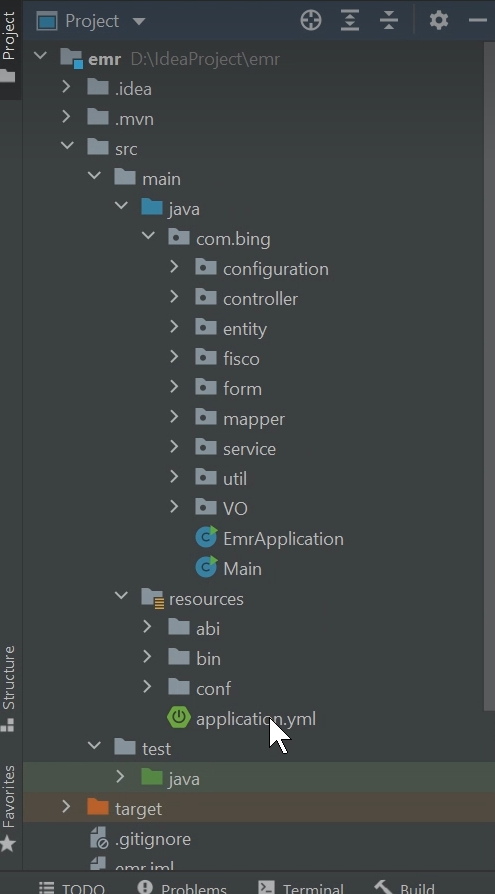 Project
Project
emr D:\IdeaProject\emr
.idea
.mvn
src
main
java
com.bing
configuration
controller
entity
fisco
form
mapper
service
util
VO
EmrApplication
Main
resources
abi
bin
conf
application.yml
test
java
target
.gitignore
emr.iml
Structure
Favorites
TODO Problems Terminal Build